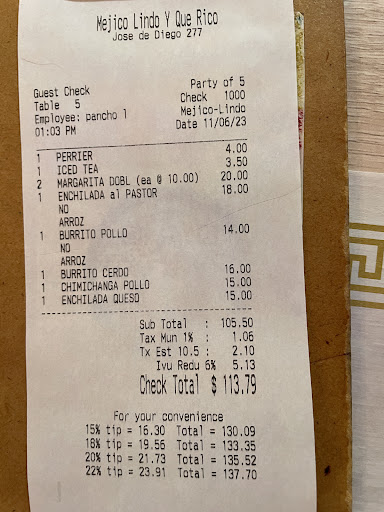 Mejico Lindo Y Que Rico
Jose de Diego 277
Guest Check Party of 5
Table 5 Check 1000
Employee: pancho 1 Mejico-Lindo
01:03 PM Date 11/06/23
1 PERRIER 4.00
1 ICED TEA 3.50
2 MARGARITA DOBL (ea @ 10.00) 20.00
1 ENCHILADA al PASTOR 18.00
NO
ARROZ
1 BURRITO POLLO 14.00
NO
ARROZ
1 BURRITO CERDO 16.00
1 CHIMICHANGA POLLO 15.00
1 ENCHILADA QUESO 15.00
Sub Total : 105.50
Tax Mun 1% : 1.06
Tx Est 10.5 : 2.10
Ivu Redu 6% 5.13
Check Total $ 113.79
For your convenience
15% tip = 16.30 Total = 130.09
18% tip = 19.56 Total = 133.35
20% tip = 21.73 Total = 135.52
22% tip = 23.91 Total = 137.70